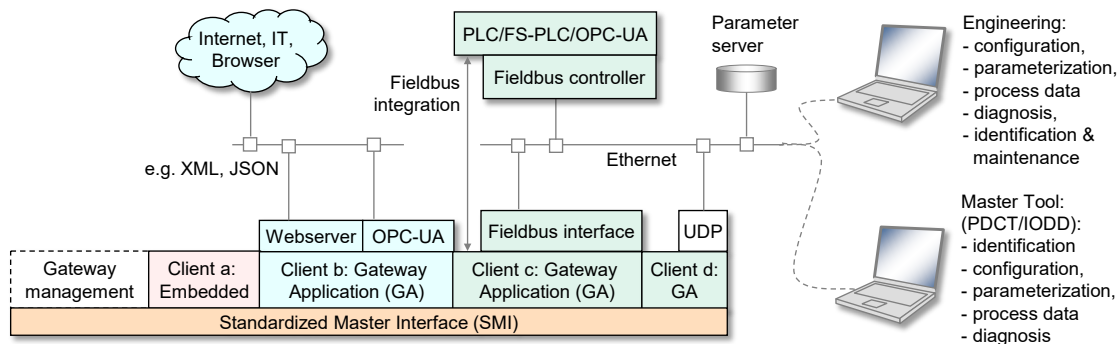 Internet, IT,
Browser
PLC/FS-PLC/OPC-UA
Fieldbus controller
Fieldbus
integration
Parameter
server
Engineering:
- configuration,
- parameterization,
- process data
- diagnosis,
- identification &
maintenance
e.g. XML, JSON
Ethernet
Webserver
OPC-UA
Fieldbus interface
UDP
Gateway
management
Client a:
Embedded
Client b: Gateway
Application (GA)
Client c: Gateway
Application (GA)
Client d:
GA
Standardized Master Interface (SMI)
Master Tool:
(PDCT/IODD):
- identification
- configuration,
- parameterization,
- process data
- diagnosis